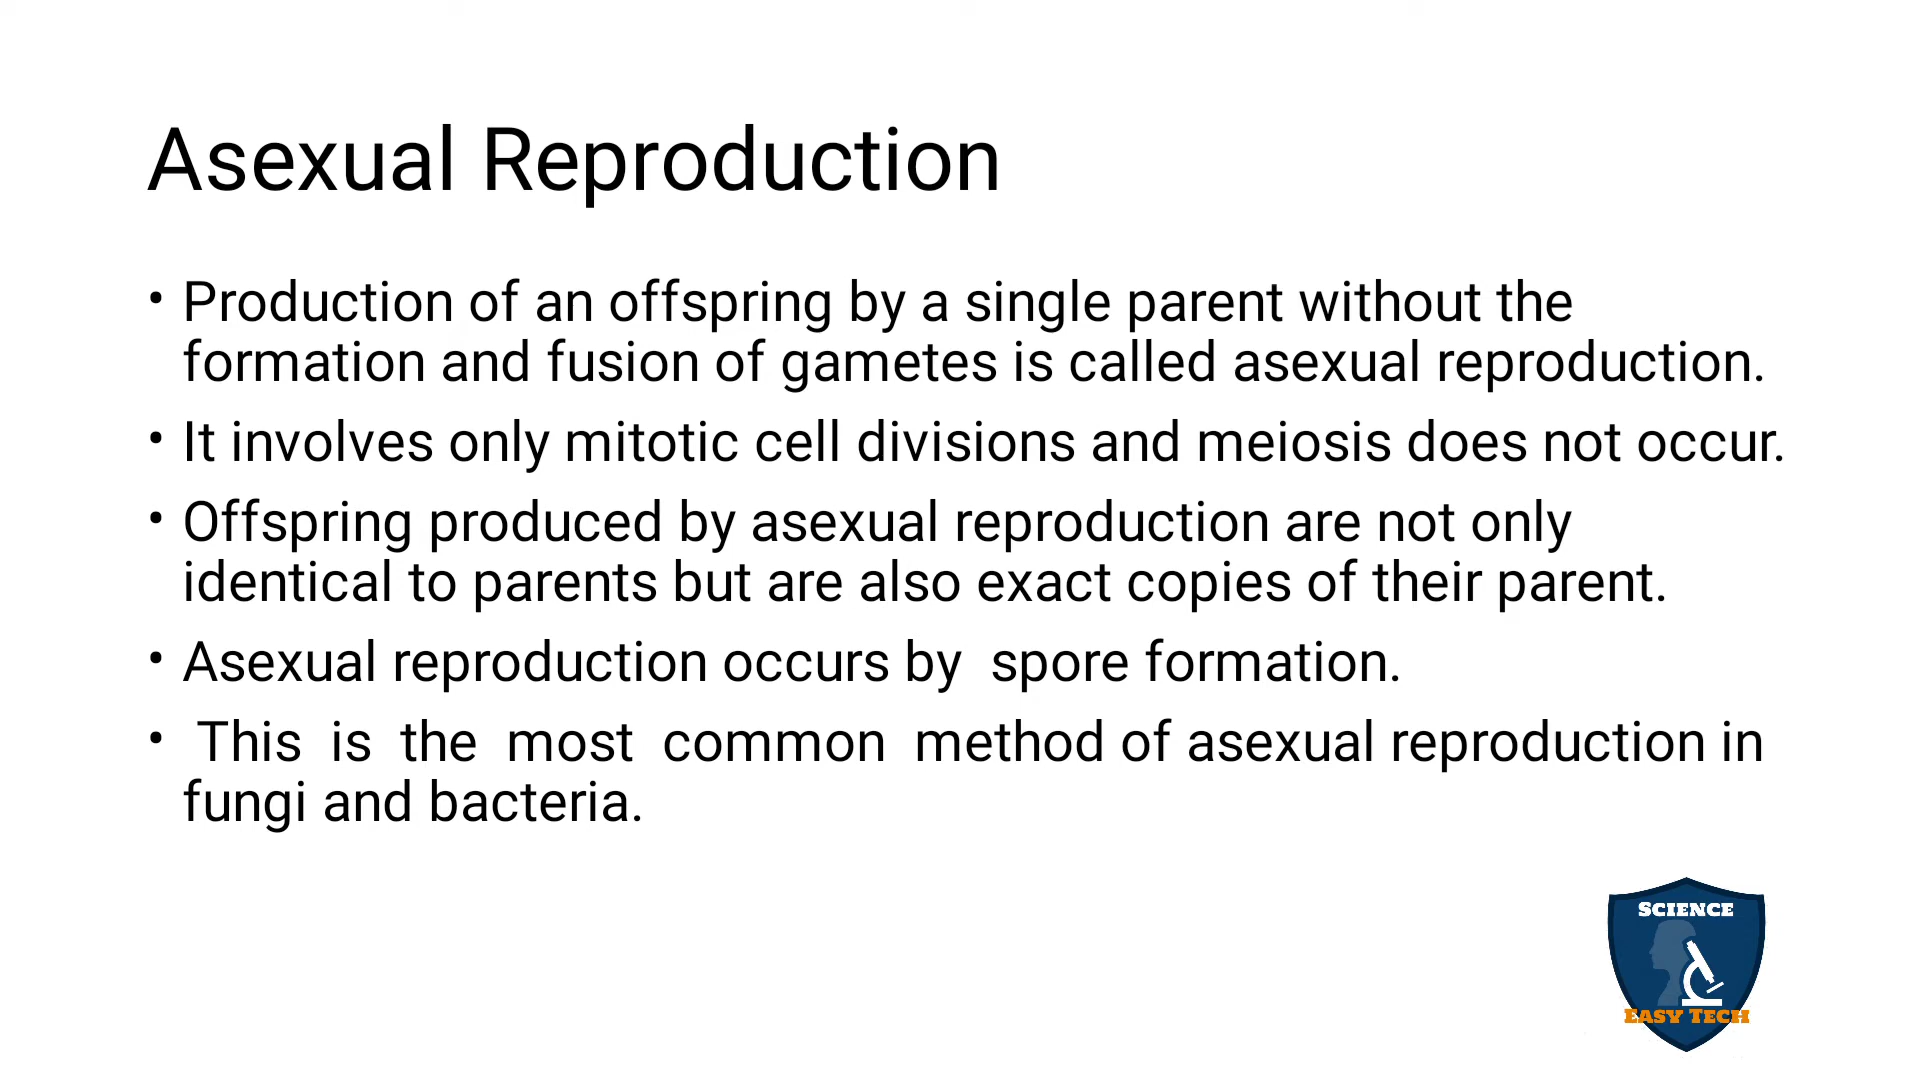 Asexual Reproduction
• Production of an offspring by a single parent without the
formation and fusion of gametes is called asexual reproduction.
• It involves only mitotic cell divisions and meiosis does not occur.
• Offspring produced by asexual reproduction are not only
identical to parents but are also exact copies of their parent.
• Asexual reproduction occurs by  spore formation.
•  This  is  the  most  common  method of asexual reproduction in
fungi and bacteria.
SCIENCE
EASY TECH